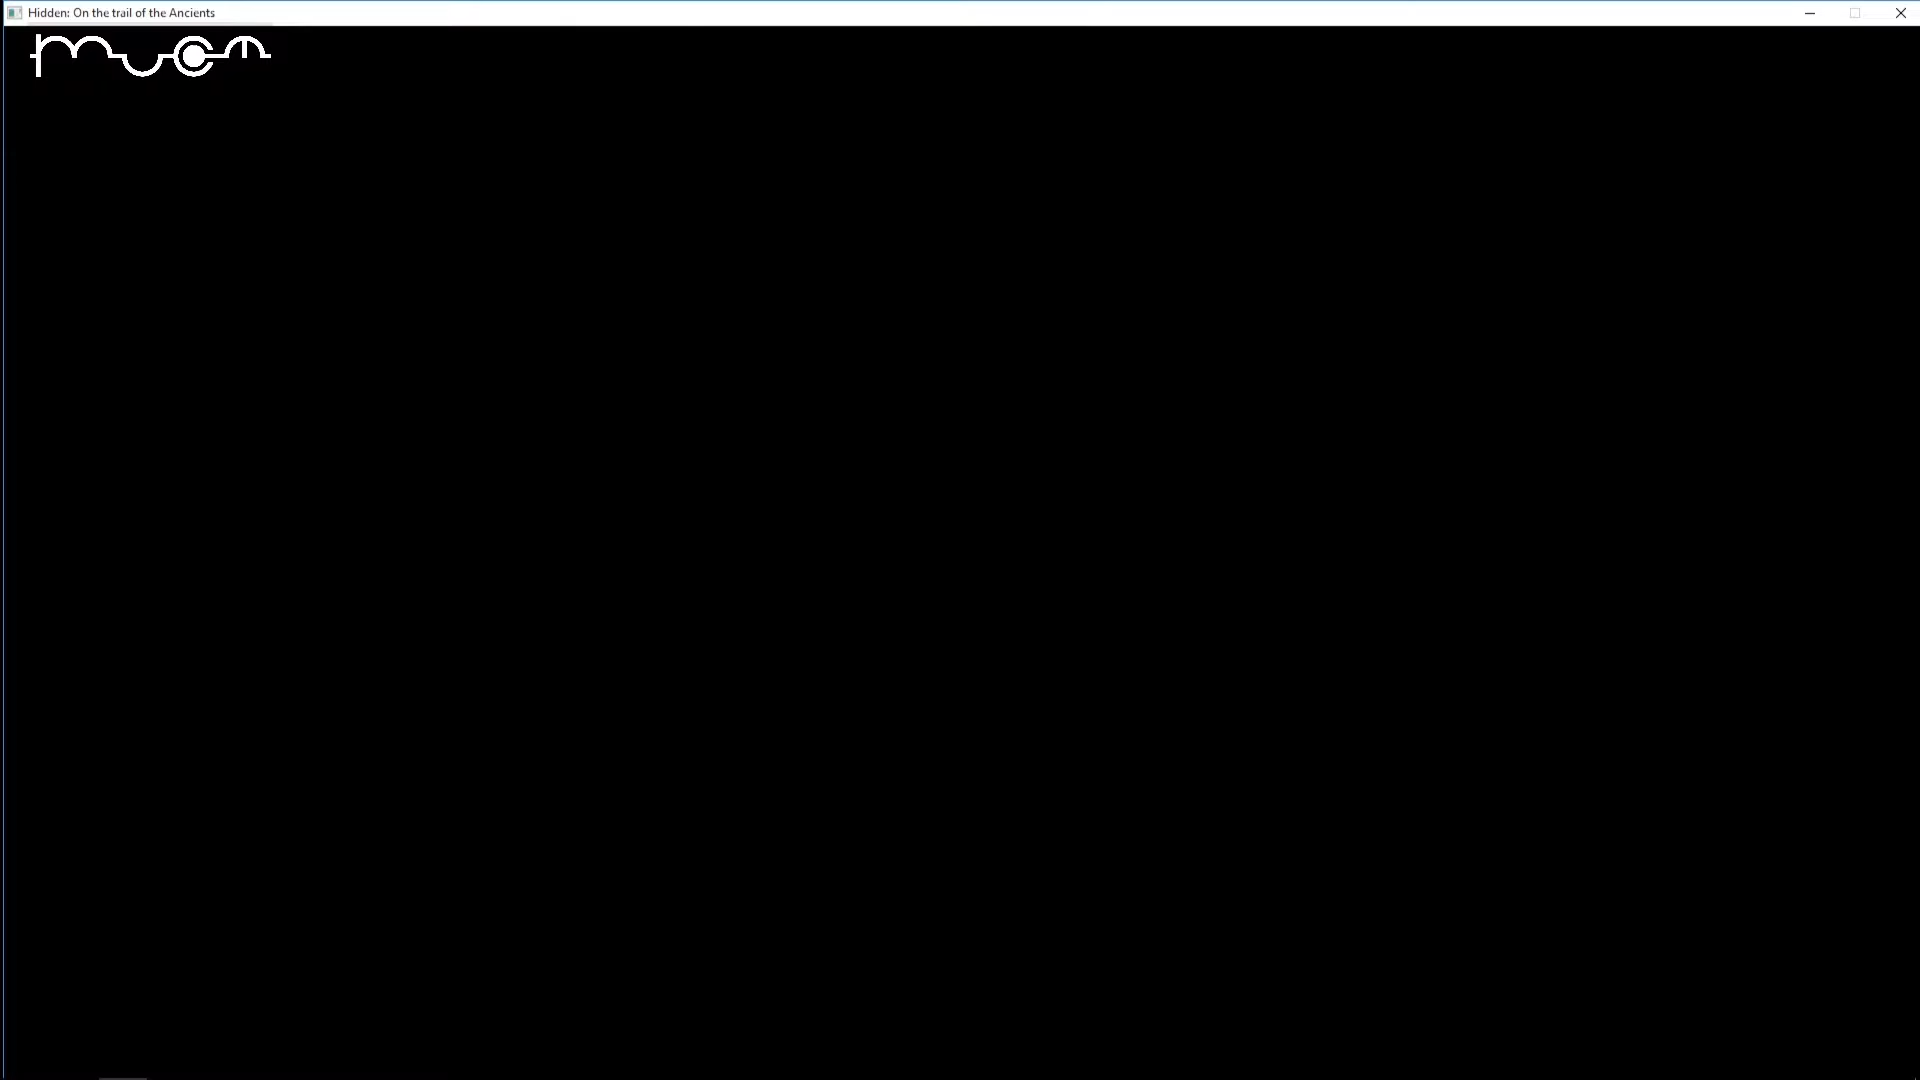 Hidden: On the trail of the Ancients